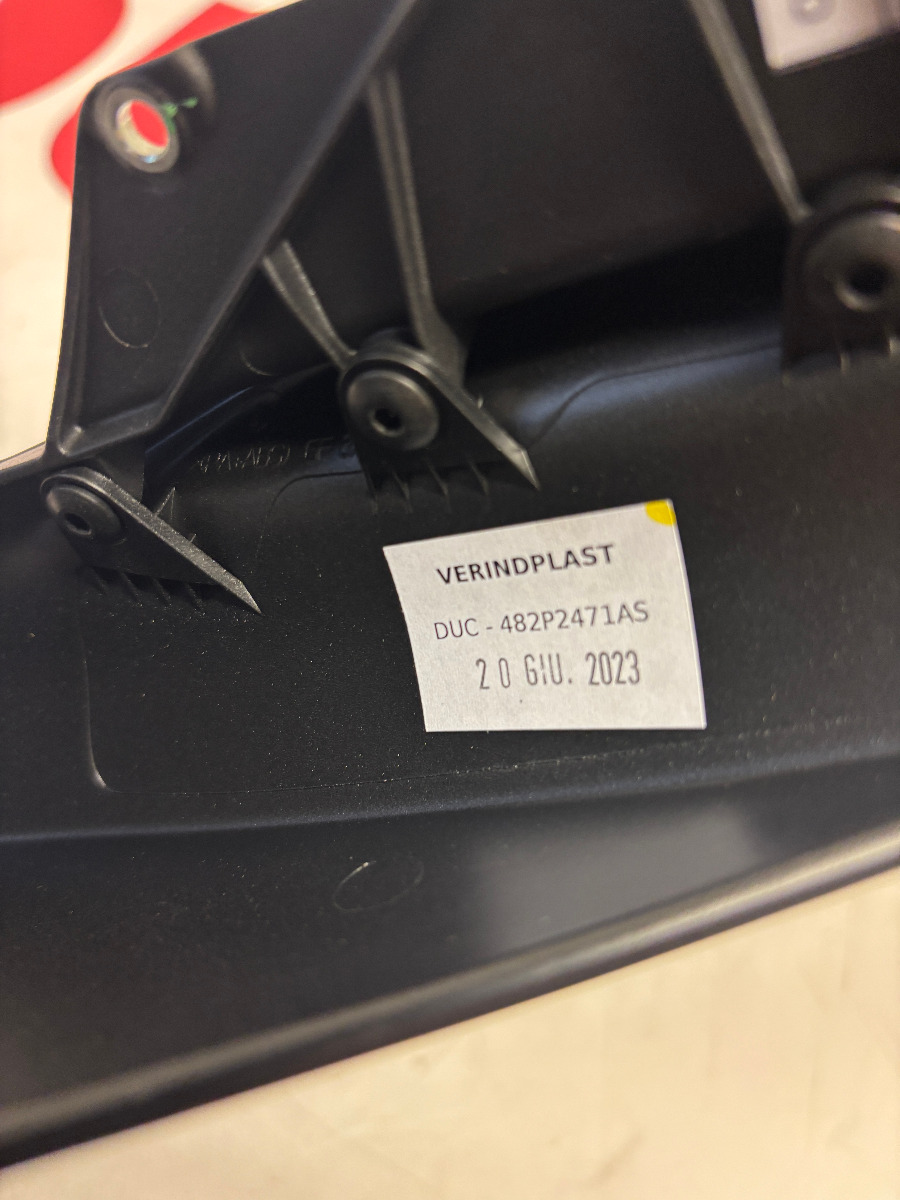 VERINDPLAST
DUC - 482P2471AS
20 GIU. 2023